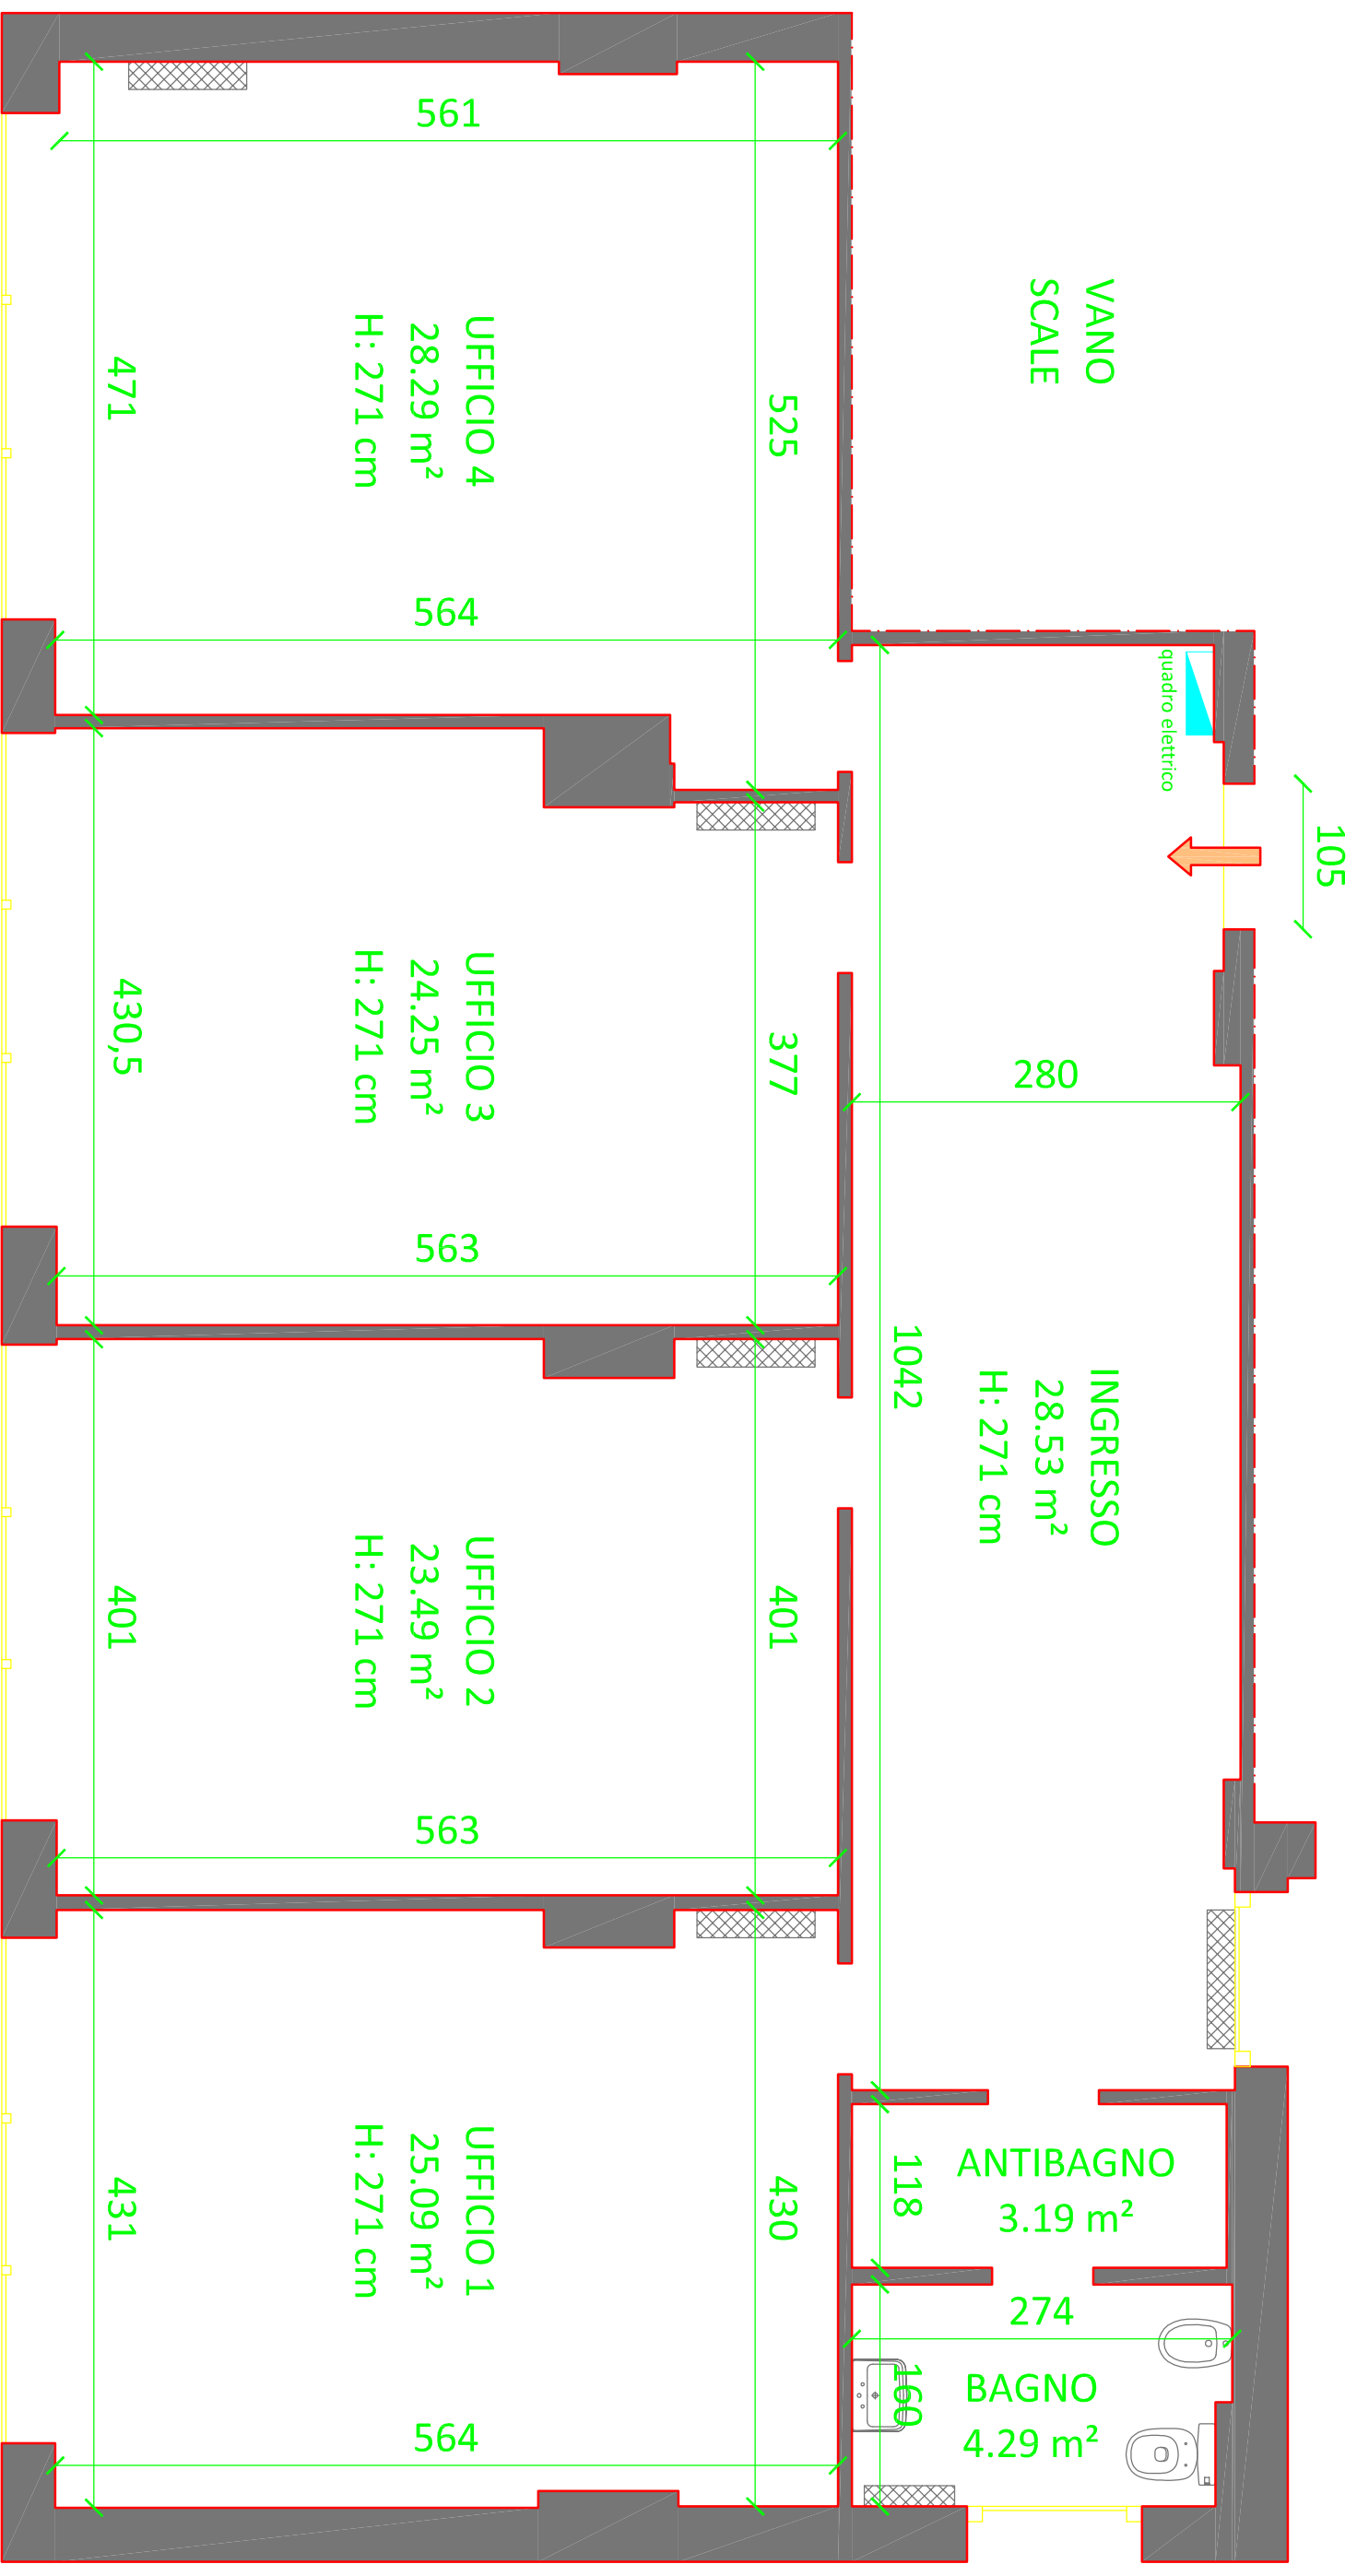 VANO
SCALE
quadro elettrico
105
561
525
UFFICIO 4
28.29 m²
H: 271 cm
471
564
280
377
UFFICIO 3
24.25 m²
H: 271 cm
430,5
563
1042
INGRESSO
28.53 m²
H: 271 cm
401
UFFICIO 2
23.49 m²
H: 271 cm
401
563
ANTIBAGNO
3.19 m²
118
430
UFFICIO 1
25.09 m²
H: 271 cm
431
274
BAGNO
4.29 m²
160
564